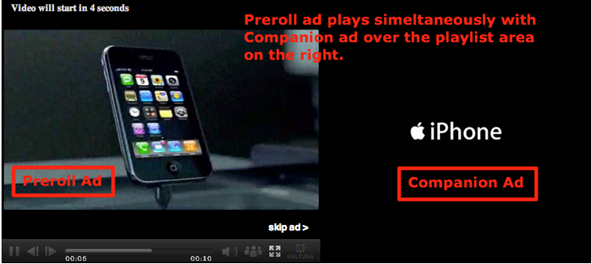 Video will start in 4 seconds
Preroll ad plays simeltaneously with
Companion ad over the playlist area
on the right.
iPhone
Preroll Ad
Companion Ad
skip ad >
00:05
00:10
KALTURA